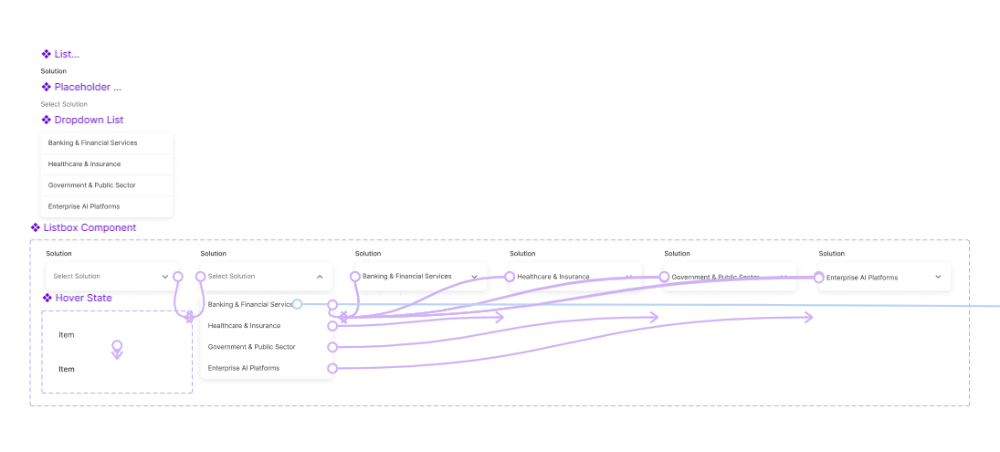 List...
Solution
Placeholder ...
Select Solution
Dropdown List
Banking & Financial Services
Healthcare & Insurance
Government & Public Sector
Enterprise AI Platforms
Listbox Component
Solution Solution Solution Solution Solution Solution
Select Solution Select Solution Banking & Financial Services Healthcare & Insurance Government & Public Sector Enterprise AI Platforms
Hover State
Banking & Financial Service
Healthcare & Insurance
Item
Government & Public Sector
Enterprise AI Platforms
Item